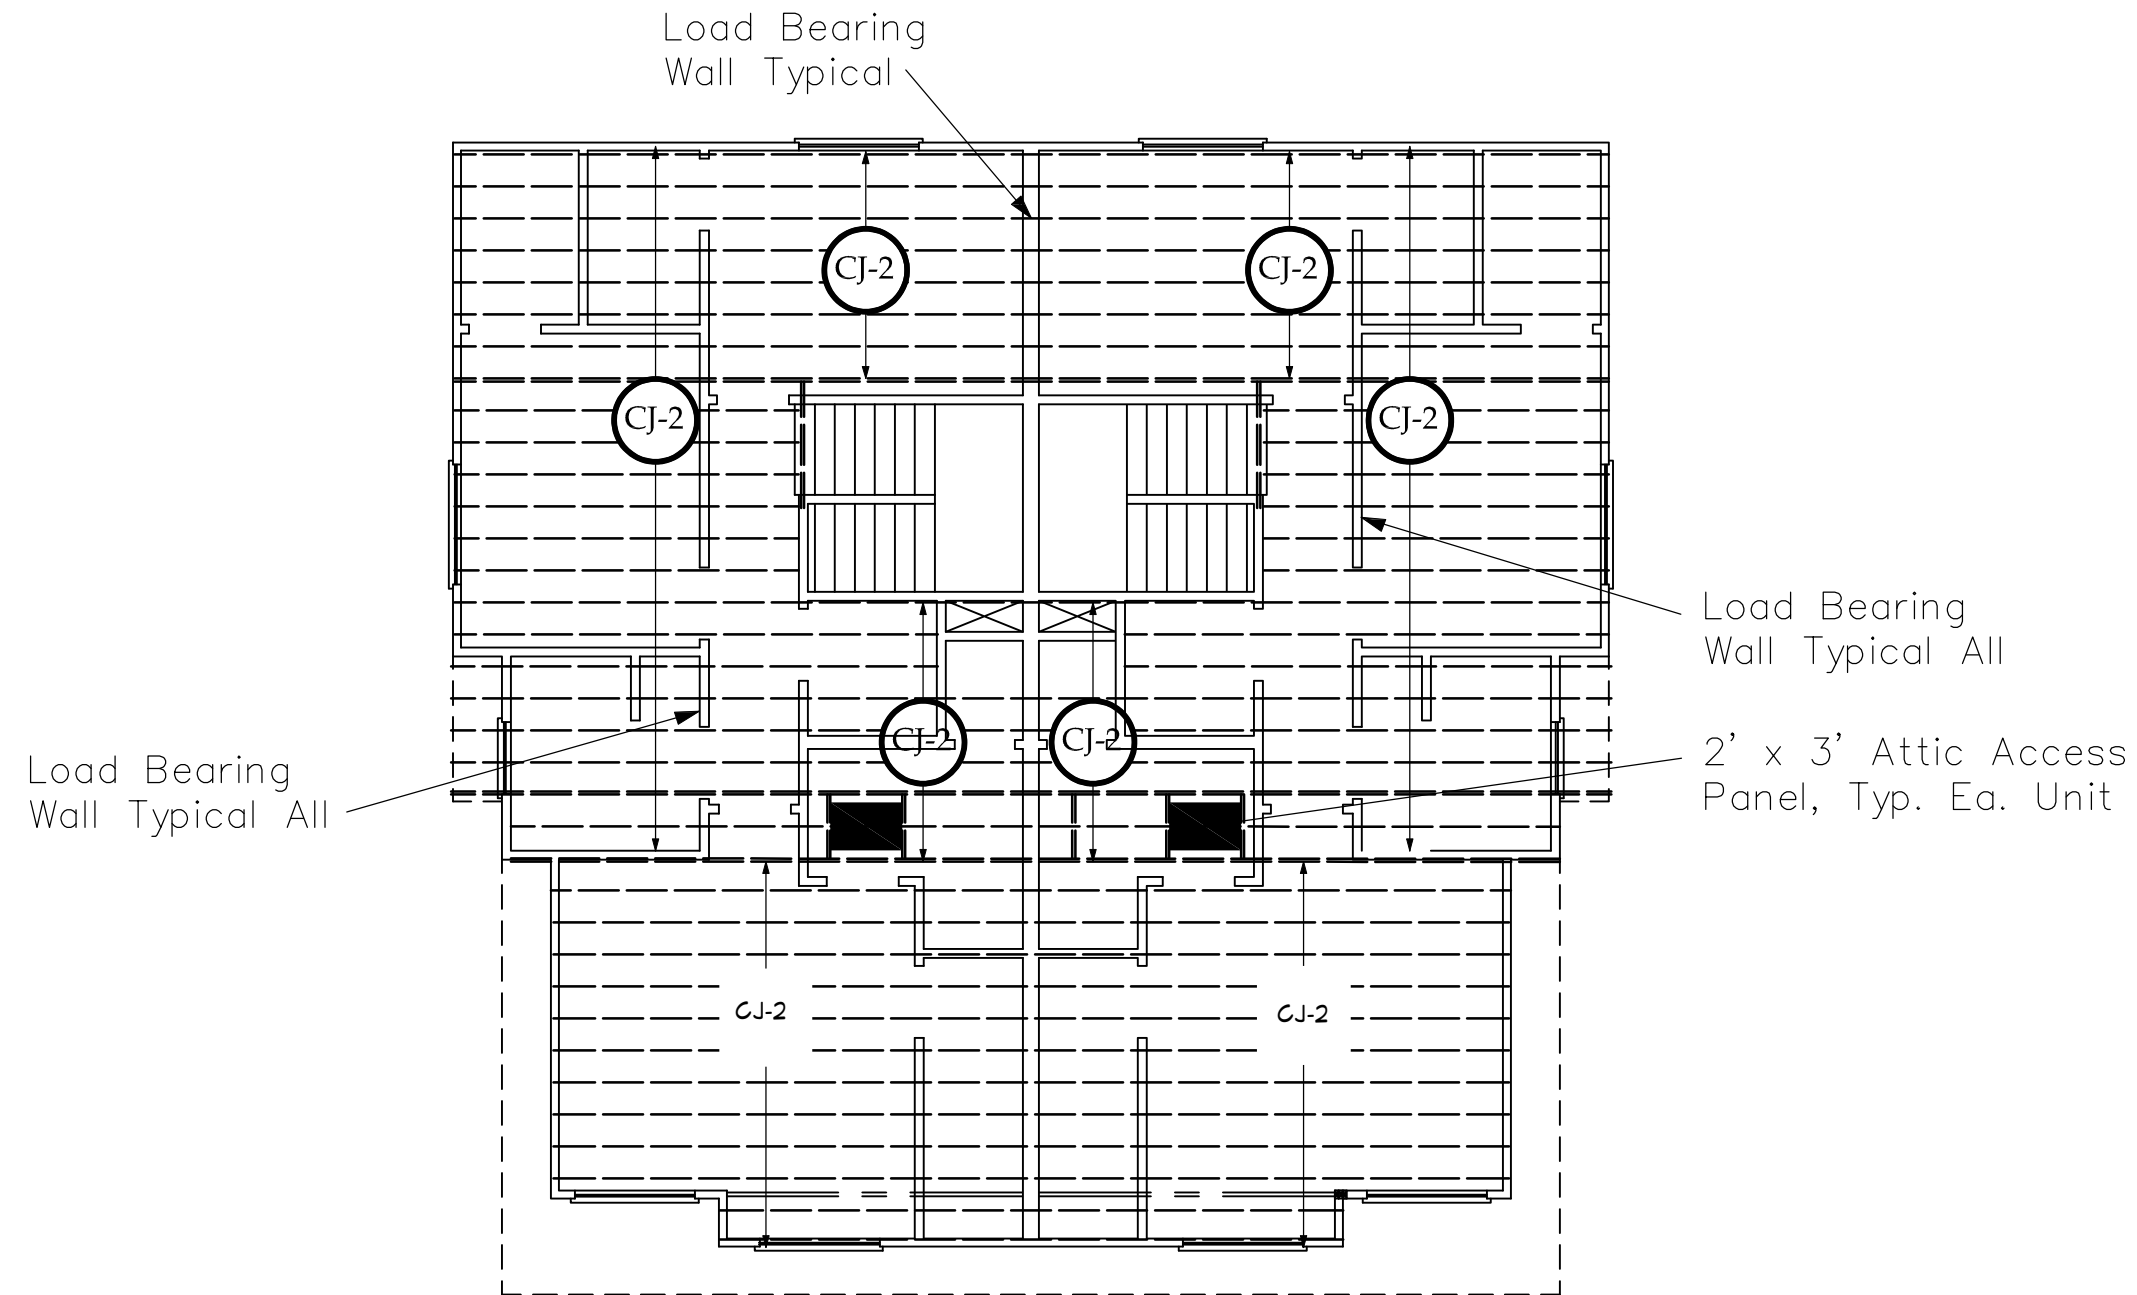 Load Bearing
Wall Typical
CJ-2
CJ-2
CJ-2
CJ-2
Load Bearing
Wall Typical All
CJ-2
CJ-2
2' x 3' Attic Access
Panel, Typ. Ea. Unit
Load Bearing
Wall Typical All
CJ-2
CJ-2